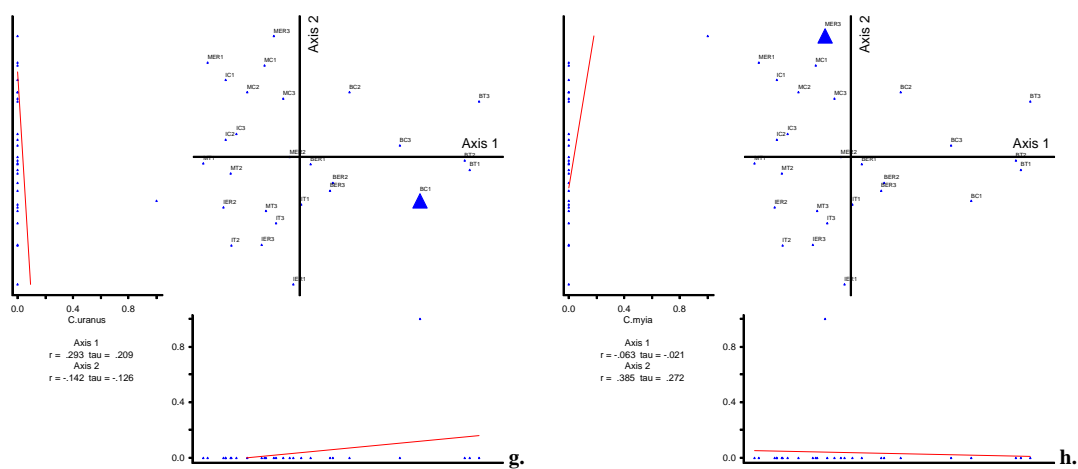 Axis 2
MER3
MER1
MC1
IC1
MC2
MC3
BC2
BT3
IC3
IC2
BC3
Axis 1
MER2
BT2
BER1
BT1
MT2
BER2
BER3
BC1
IER2
MT3
IT1
IT3
IT2
IER3
IER1
0.0 0.4 0.8
C.uranus
Axis 1
r = .293 tau = .209
Axis 2
r = -.142 tau = -.126
0.8
0.4
0.0
g.
MER3
Axis 2
MER1
MC1
IC1
MC2
MC3
BC2
BT3
IC3
IC2
BC3
Axis 1
MER2
BT2
BER1
BT1
MT2
BER2
BER3
BC1
IER2
MT3
IT1
IT3
IT2
IER3
IER1
0.0 0.4 0.8
C.myia
Axis 1
r = -.063 tau = -.021
Axis 2
r = .385 tau = .272
0.8
0.4
0.0
h.